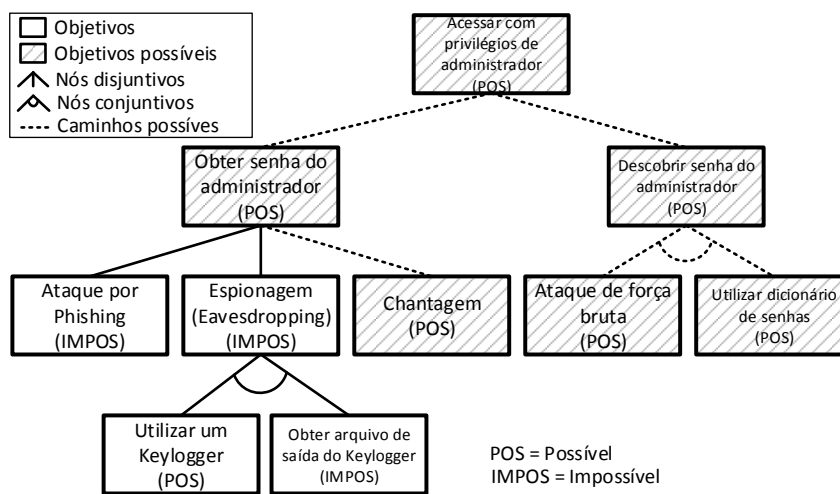 Objetivos
Objetivos possíveis
Nós disjuntivos
Nós conjuntivos
Caminhos possíves
Acessar com
privilégios de
administrador
(POS)
Obter senha do
administrador
(POS)
Descobrir senha do
administrador
(POS)
Ataque por
Phishing
(IMPOS)
Espionagem
(Eavesdropping)
(IMPOS)
Chantagem
(POS)
Ataque de força
bruta
(POS)
Utilizar dicionário
de senhas
(POS)
Utilizar um
Keylogger
(POS)
Obter arquivo de
saída do Keylogger
(IMPOS)
POS = Possível
IMPOS = Impossível